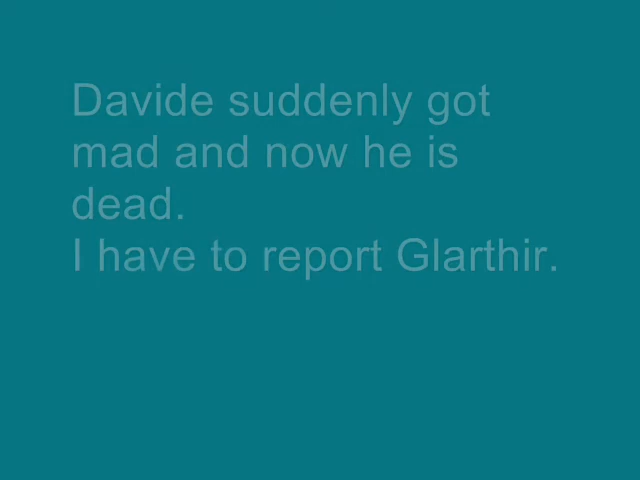 Davide suddenly got
mad and now he is
dead.
I have to report Glarthir.